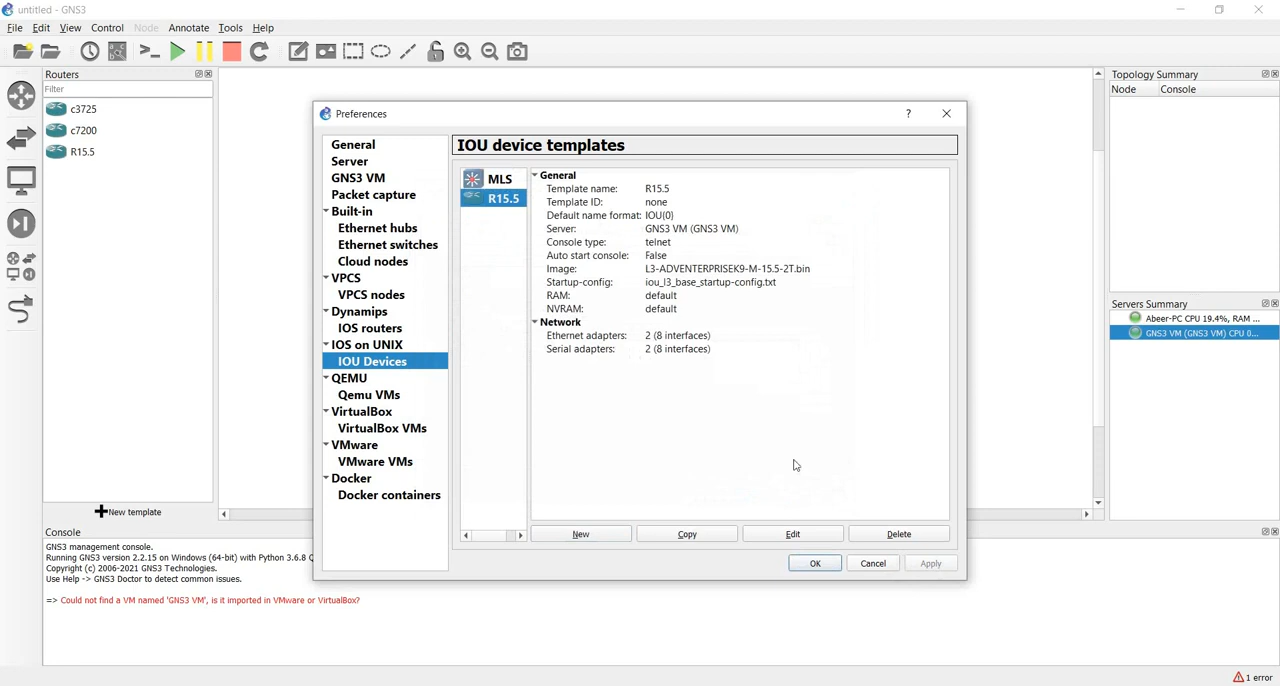 untitled - GNS3
File Edit View Control Node Annotate Tools Help
Routers
Filter
c3725
c7200
R15.5
New template
Preferences
?
General
Server
GNS3 VM
Packet capture
Built-in
Ethernet hubs
Ethernet switches
Cloud nodes
VPCS
VPCS nodes
Dynamips
IOS routers
IOS on UNIX
IOU Devices
QEMU
Qemu VMs
VirtualBox
VirtualBox VMs
VMware
VMware VMs
Docker
Docker containers
IOU device templates
MLS
R15.5
General
Template name: R15.5
Template ID: none
Default name format: IOU{0}
Server: GNS3 VM (GNS3 VM)
Console type: telnet
Auto start console: False
Image: L3-ADVENTERPRISEK9-M-15.5-2T.bin
Startup-config: iou_l3_base_startup-config.txt
RAM: default
NVRAM: default
Network
Ethernet adapters: 2 (8 interfaces)
Serial adapters: 2 (8 interfaces)
New Copy Edit Delete
OK Cancel Apply
Topology Summary
Node Console
Servers Summary
Abeer-PC CPU 19.4%, RAM ...
GNS3 VM (GNS3 VM) CPU 0...
Console
GNS3 management console.
Running GNS3 version 2.2.15 on Windows (64-bit) with Python 3.6.8
Copyright (c) 2006-2021 GNS3 Technologies.
Use Help -> GNS3 Doctor to detect common issues.
=> Could not find a VM named 'GNS3 VM', is it imported in VMware or VirtualBox?
1 error